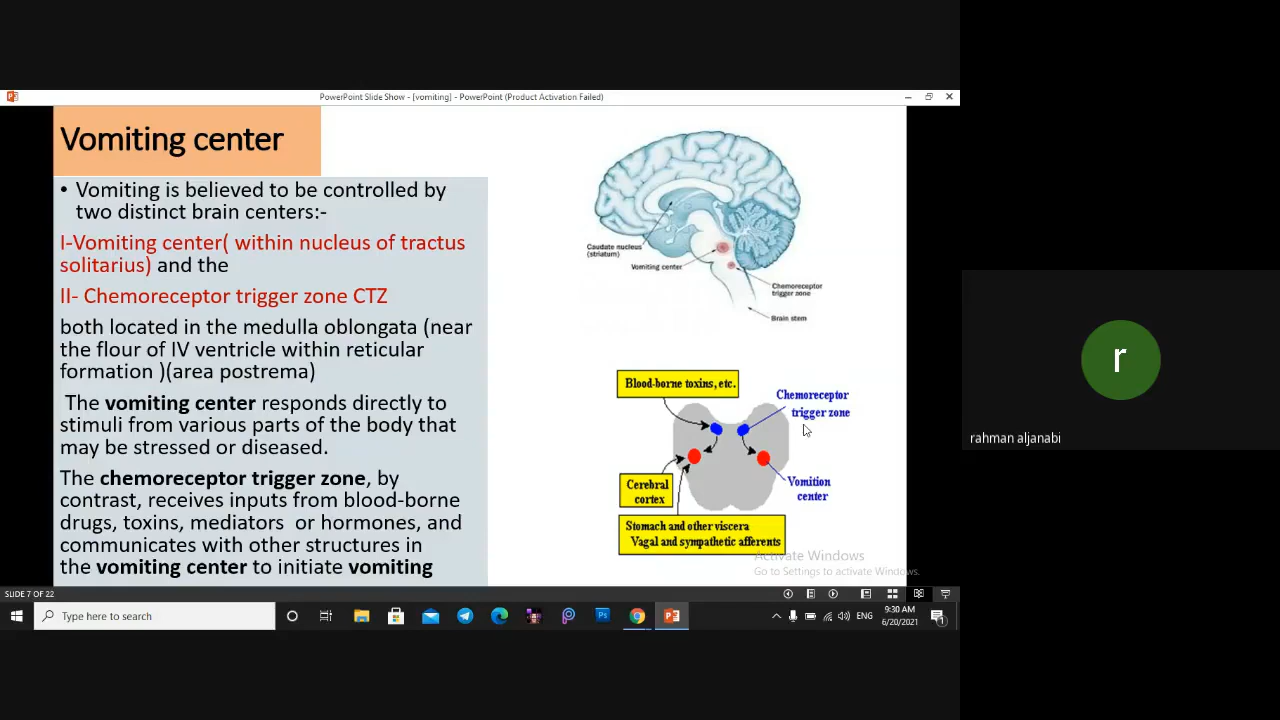 PowerPoint Slide Show - [vomiting] - PowerPoint (Product Activation Failed)
Vomiting center
• Vomiting is believed to be controlled by
two distinct brain centers:-
I-Vomiting center( within nucleus of tractus
solitarius) and the
II- Chemoreceptor trigger zone CTZ
both located in the medulla oblongata (near
the flour of IV ventricle within reticular
formation )(area postrema)
The vomiting center responds directly to
stimuli from various parts of the body that
may be stressed or diseased.
The chemoreceptor trigger zone, by
contrast, receives inputs from blood-borne
drugs, toxins, mediators or hormones, and
communicates with other structures in
the vomiting center to initiate vomiting
Caudate nucleus
(striatum)
Vomiting center
Chemoreceptor
trigger zone
Brain stem
Blood-borne toxins, etc.
Chemoreceptor
trigger zone
Cerebral
cortex
Vomition
center
Stomach and other viscera
Vagal and sympathetic afferents
Activate Windows
Go to Settings to activate Windows.
r
rahman aljanabi
SLIDE 7 OF 22
Type here to search
Ps
ENG
9:30 AM
6/20/2021
1